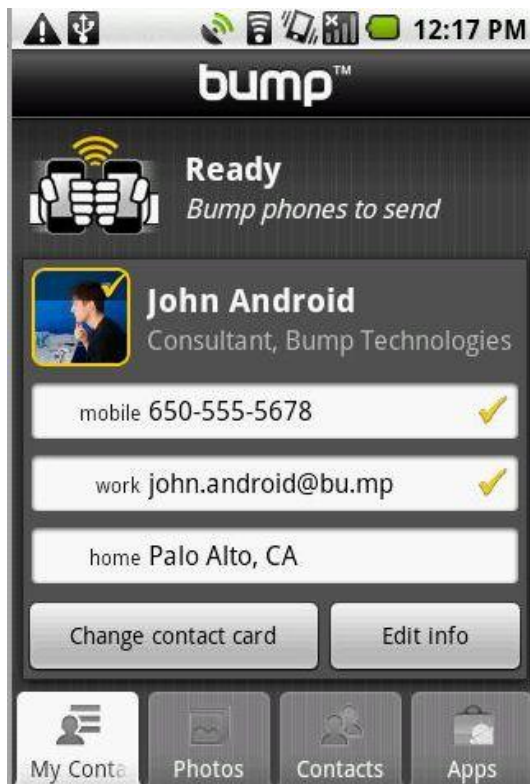 12:17 PM
bump™
Ready
Bump phones to send
John Android
Consultant, Bump Technologies
mobile 650-555-5678
work john.android@bu.mp
home Palo Alto, CA
Change contact card Edit info
My Conta Photos Contacts Apps